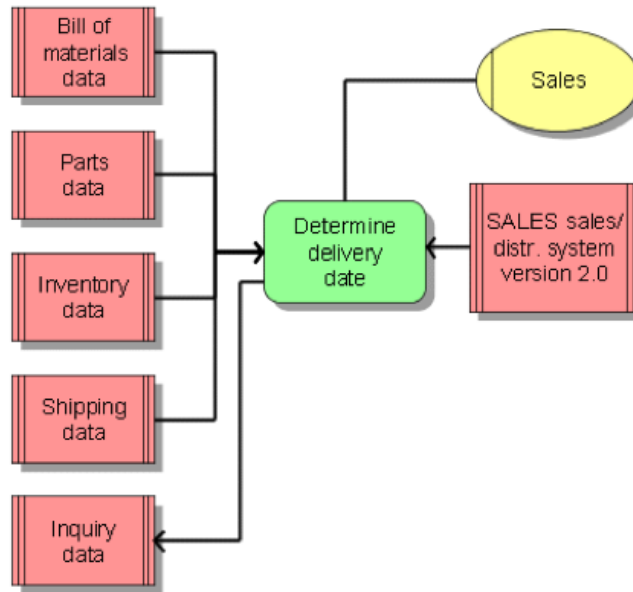 Bill of
materials
data
Parts
data
Inventory
data
Shipping
data
Inquiry
data
Determine
delivery
date
Sales
SALES sales/
distr. system
version 2.0